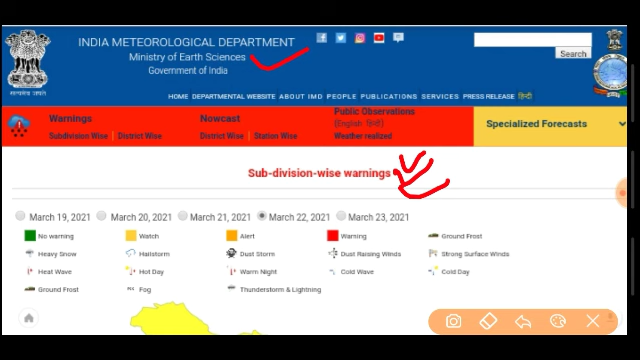 INDIA METEOROLOGICAL DEPARTMENT
Ministry of Earth Sciences
Government of India
Search
HOME DEPARTMENTAL WEBSITE ABOUT IMD PEOPLE PUBLICATIONS SERVICES PRESS RELEASE हिन्दी
Warnings
Subdivision Wise | District Wise
Nowcast
District Wise | Station Wise
Public Observations
(English हिन्दी)
Weather realized
Specialized Forecasts
Sub-division-wise warnings
March 19, 2021 March 20, 2021 March 21, 2021 March 22, 2021 March 23, 2021
No warning Watch Alert Warning Ground Frost
Heavy Snow Hailstorm Dust Storm Dust Raising Winds Strong Surface Winds
Heat Wave Hot Day Warm Night Cold Wave Cold Day
Ground Frost Fog Thunderstorm & Lightning